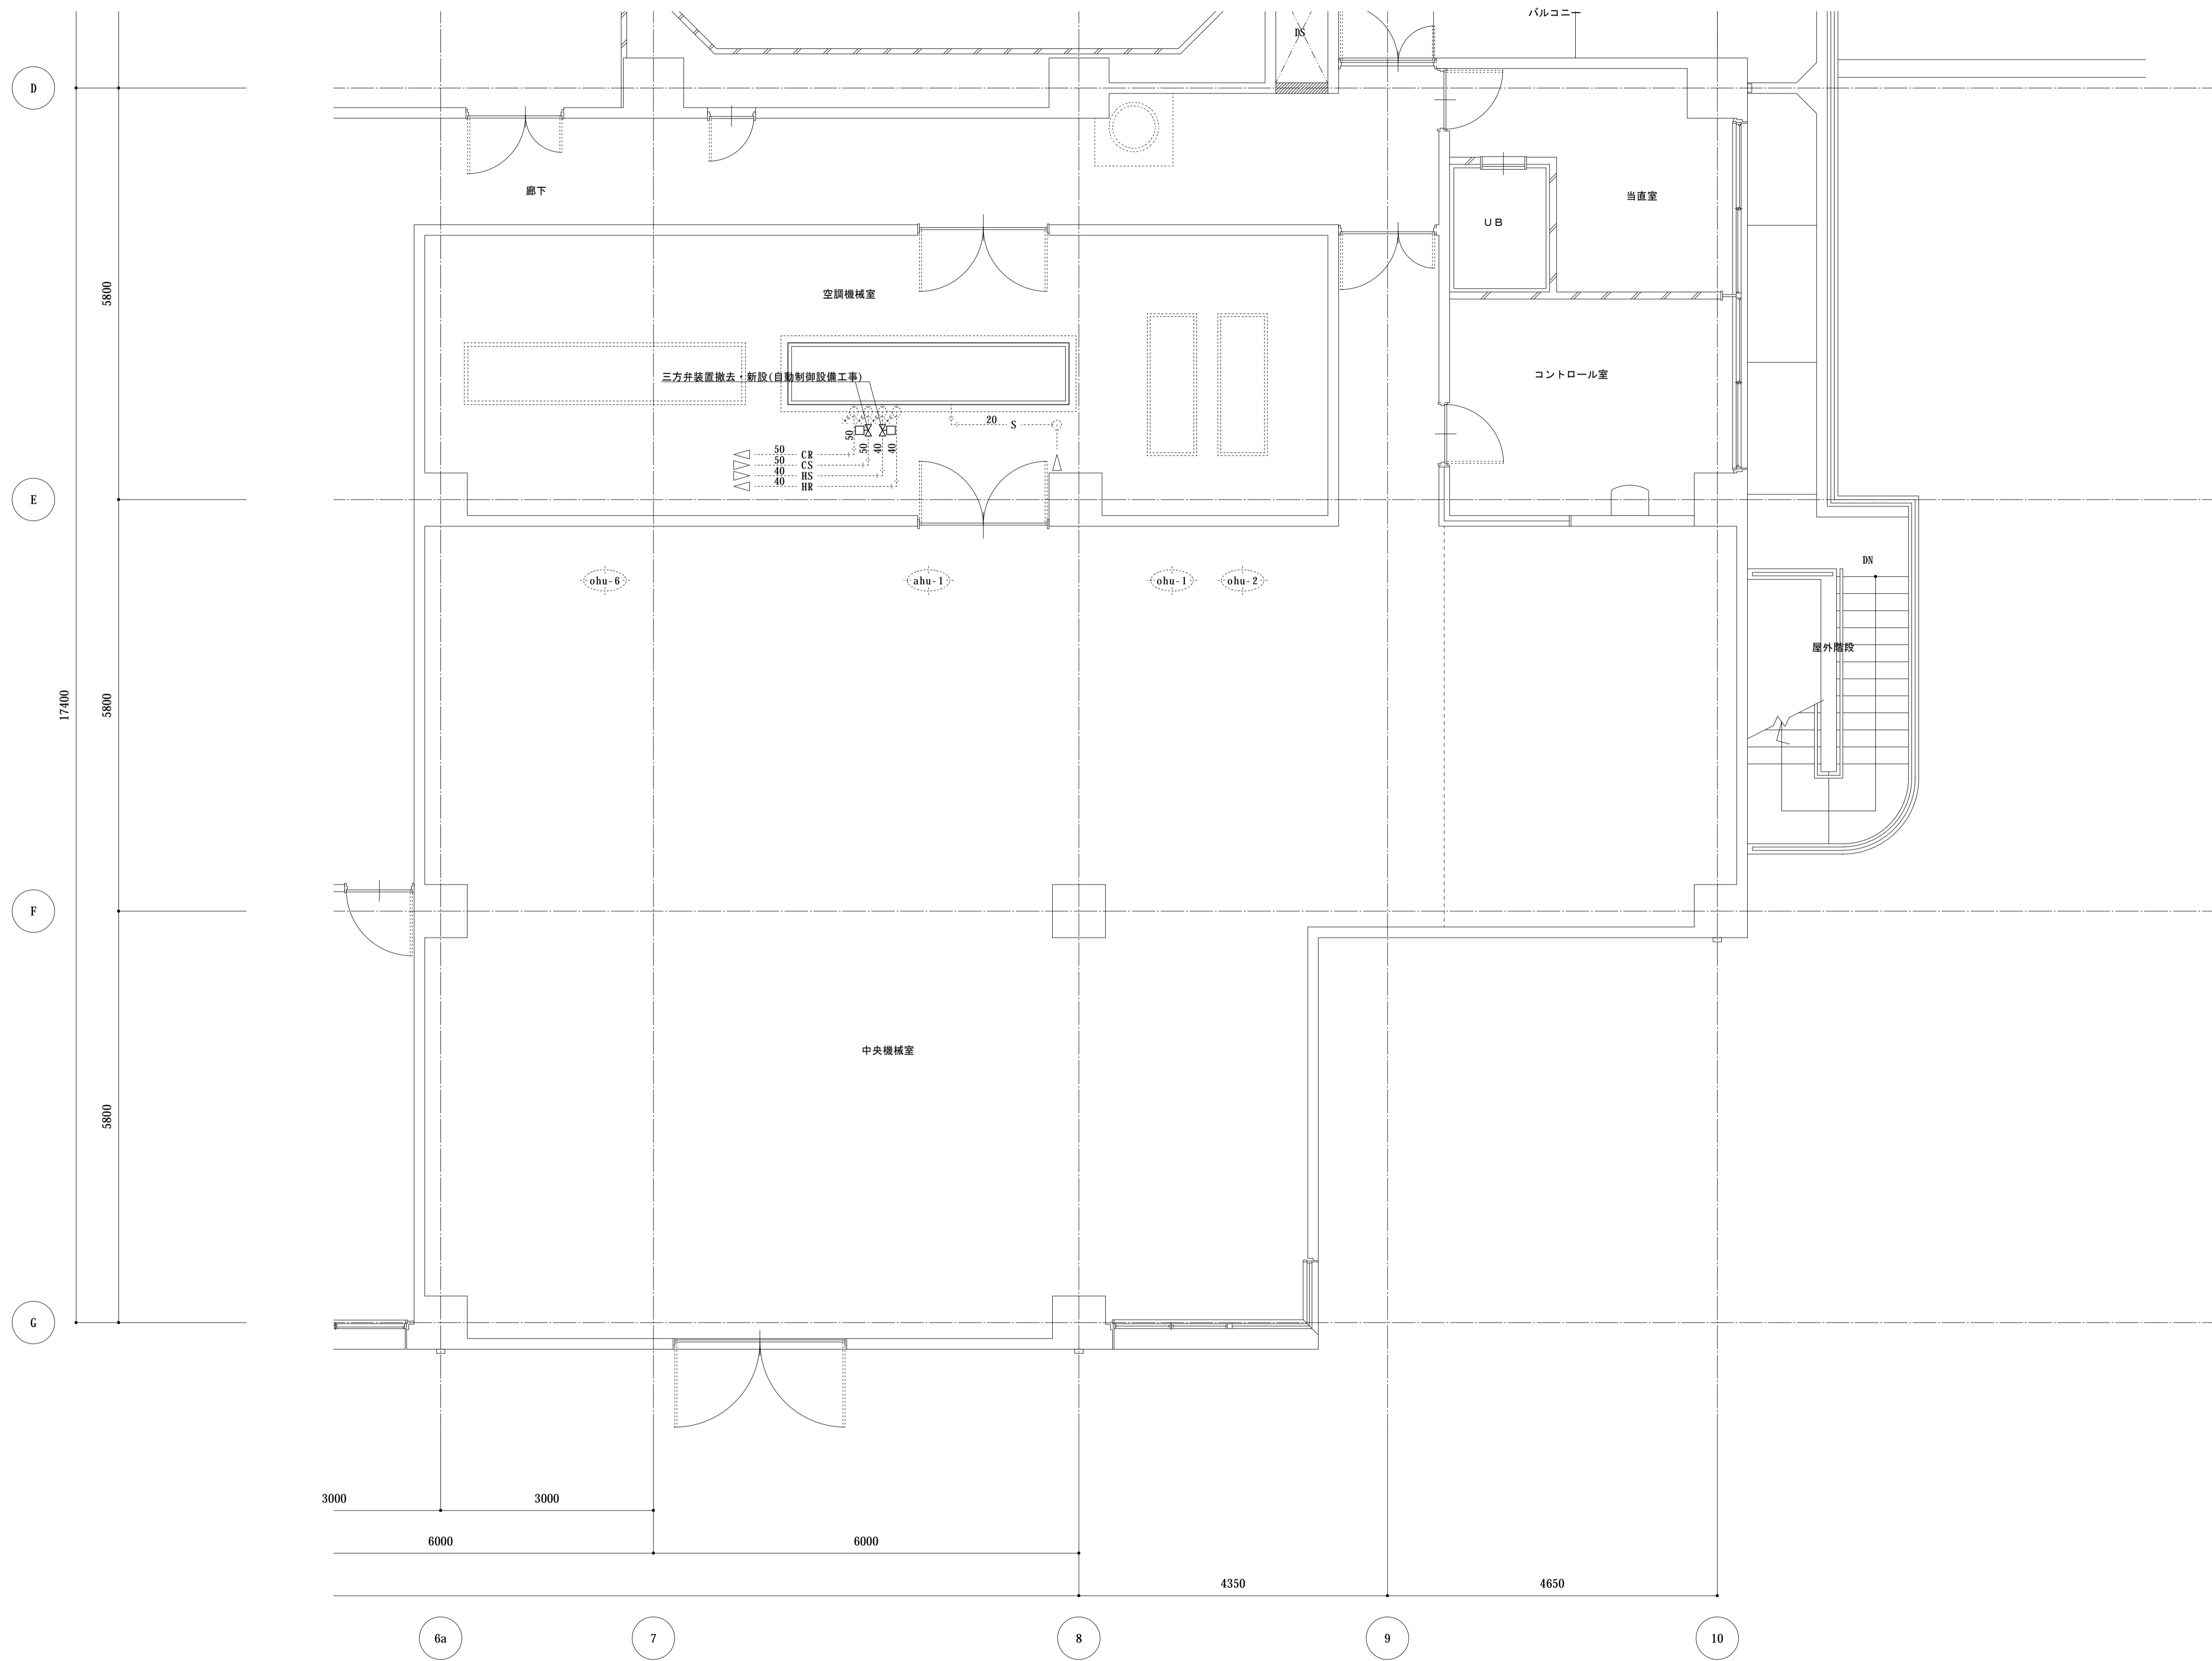 バルコニー
DS
D
廊下
当直室
UB
5800
空調機械室
コントロール室
三方弁装置撤去・新設(自動制御設備工事)
20 S
50
50
40
40
50 CR
50 CS
40 HS
40 HR
E
DN
ohu-6
ahu-1
ohu-1
ohu-2
屋外階段
17400
5800
F
中央機械室
5800
G
3000
3000
6000
6000
4350
4650
6a
7
8
9
10